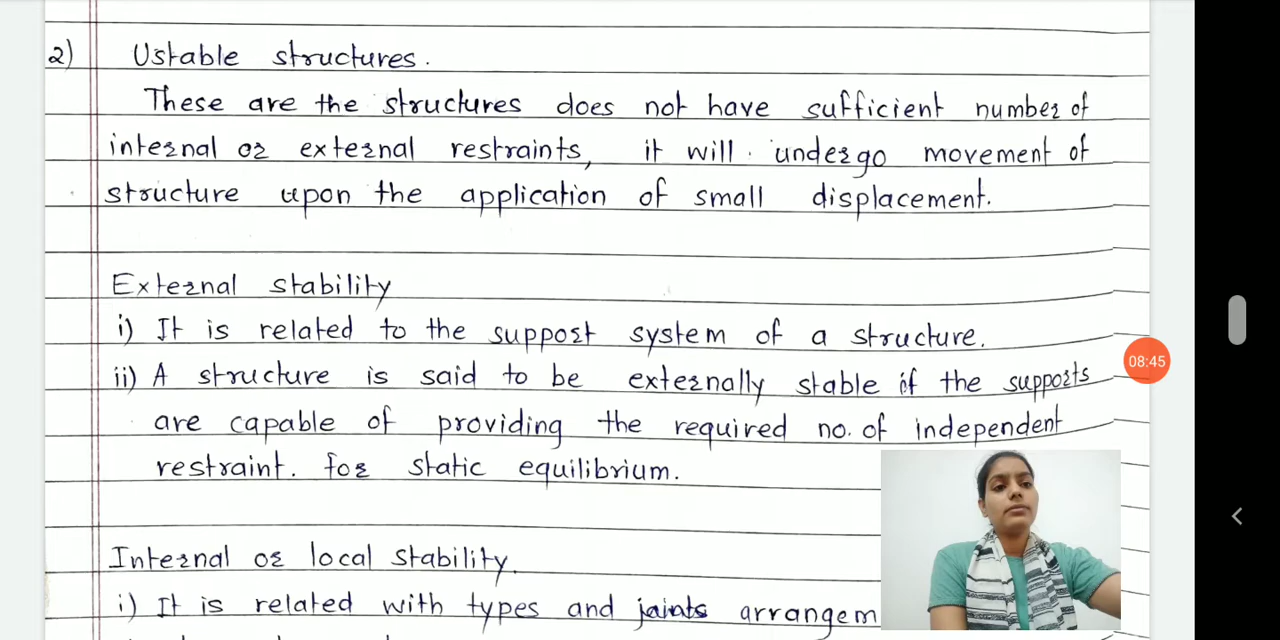 2) Ustable structures.
These are the structures does not have sufficient number of
internal or external restraints, it will undergo movement of
structure upon the application of small displacement.
External stability
i) It is related to the support system of a structure.
ii) A structure is said to be externally stable if the supports
are capable of providing the required no. of independent
restraint. for static equilibrium.
Internal or local stability.
i) It is related with types and joints arrangem
08:45